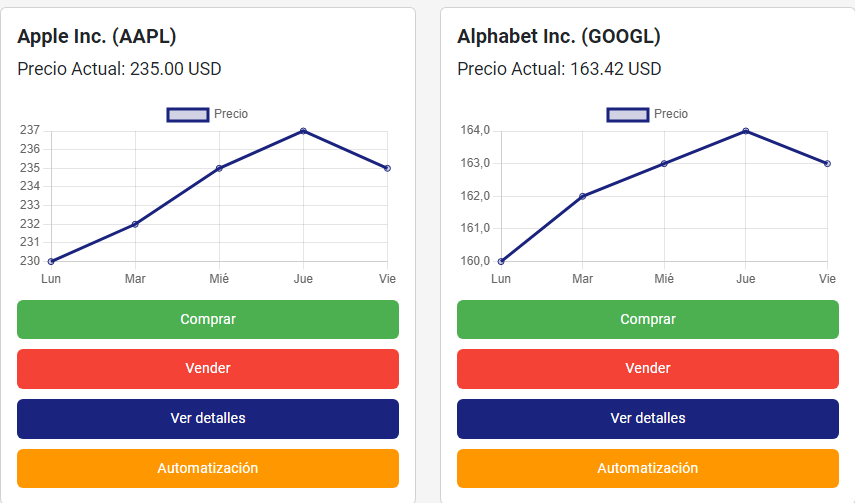 Apple Inc. (AAPL)
Precio Actual: 235.00 USD
Precio
237
236
235
234
233
232
231
230
Lun Mar Mié Jue Vie
Comprar
Vender
Ver detalles
Automatización
Alphabet Inc. (GOOGL)
Precio Actual: 163.42 USD
Precio
164,0
163,0
162,0
161,0
160,0
Lun Mar Mié Jue Vie
Comprar
Vender
Ver detalles
Automatización